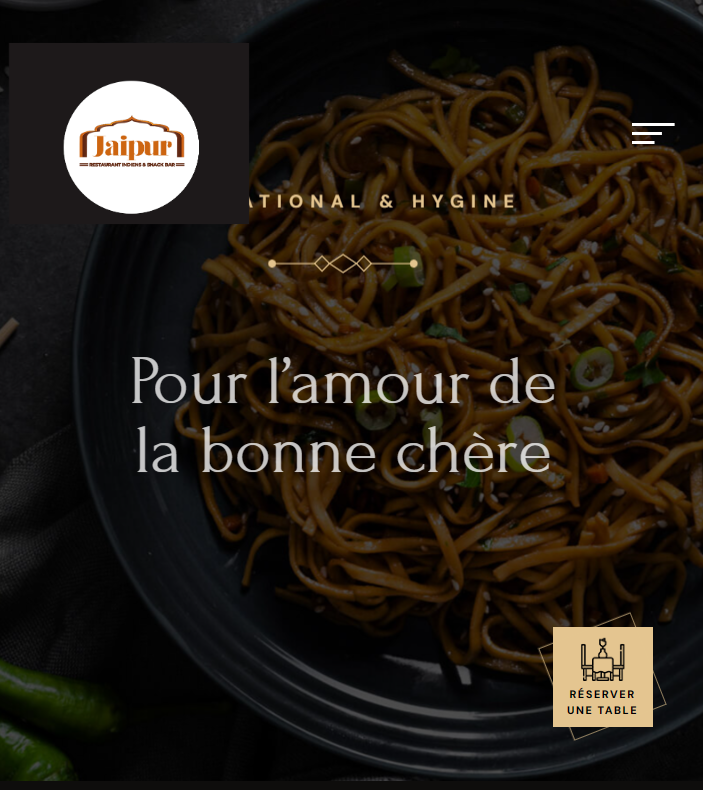 Jaipur
RESTAURANT INDIENS & SNACK BAR
ATIONAL & HYGINE
Pour l’amour de
la bonne chère
RÉSERVER
UNE TABLE